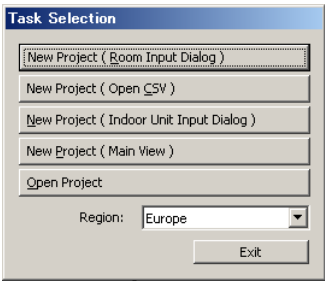 Task Selection
New Project ( Room Input Dialog )
New Project ( Open CSV )
New Project ( Indoor Unit Input Dialog )
New Project ( Main View )
Open Project
Region: Europe
Exit